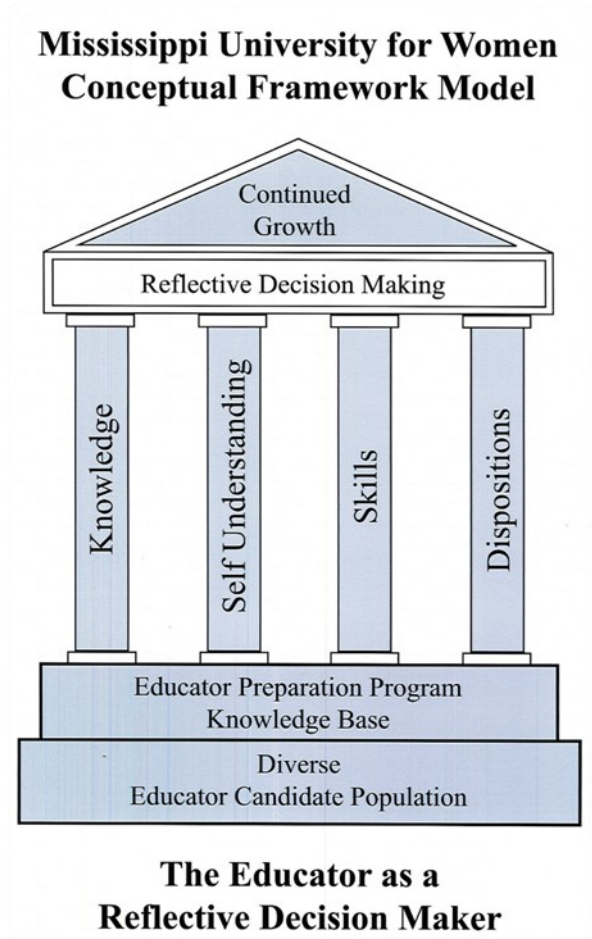 Mississippi University for Women
Conceptual Framework Model
Continued
Growth
Reflective Decision Making
Knowledge
Self Understanding
Skills
Dispositions
Educator Preparation Program
Knowledge Base
Diverse
Educator Candidate Population
The Educator as a
Reflective Decision Maker